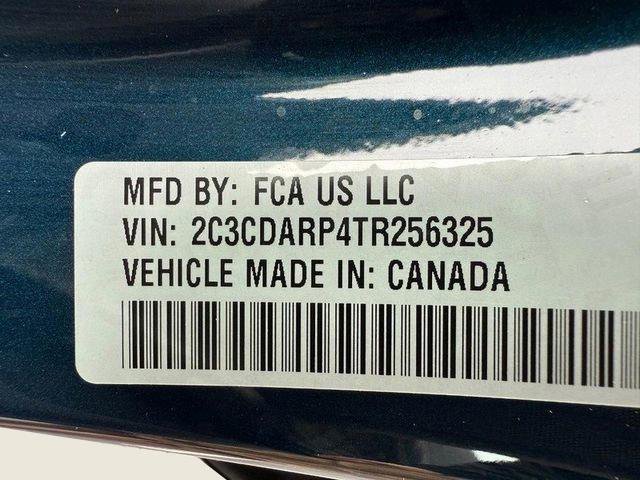 MFD BY: FCA US LLC
VIN: 2C3CDARP4TR256325
VEHICLE MADE IN: CANADA